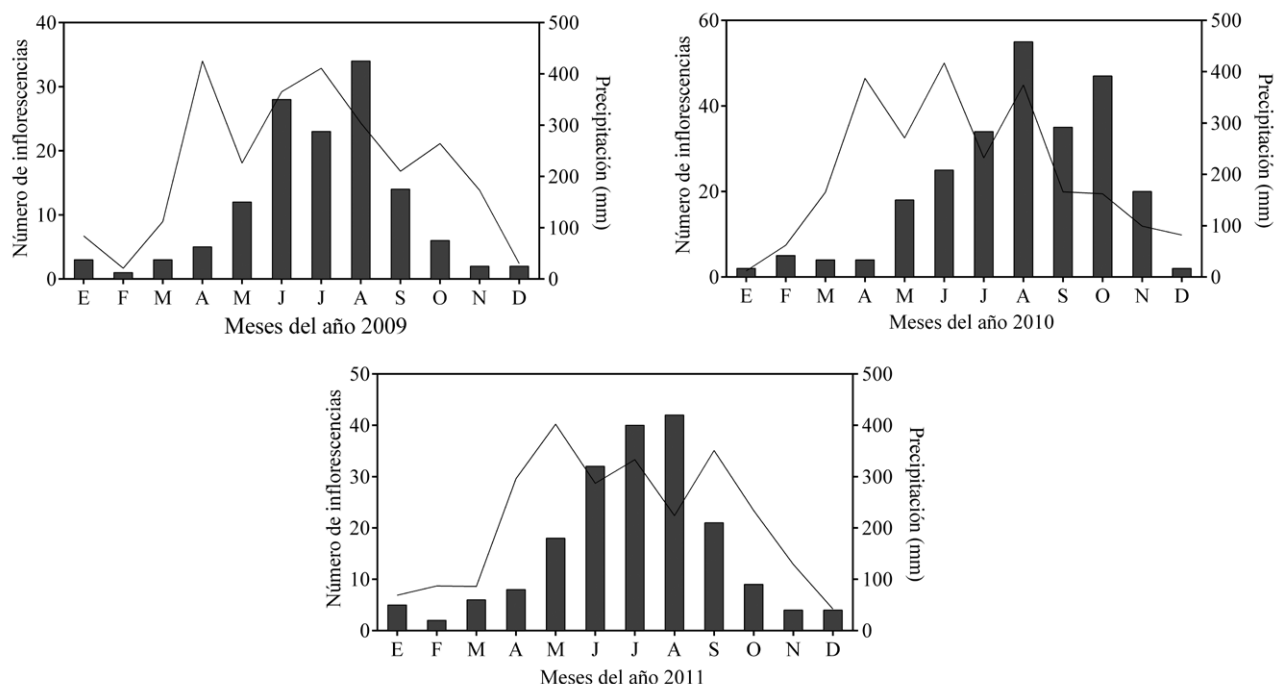 Número de inflorescencias
40
30
20
10
0
500
400
300
200
100
0
Precipitación (mm)
E F M A M J J A S O N D
Meses del año 2009
Número de inflorescencias
60
40
20
0
500
400
300
200
100
0
Precipitación (mm)
E F M A M J J A S O N D
Meses del año 2010
Número de inflorescencias
50
40
30
20
10
0
500
400
300
200
100
0
Precipitación (mm)
E F M A M J J A S O N D
Meses del año 2011